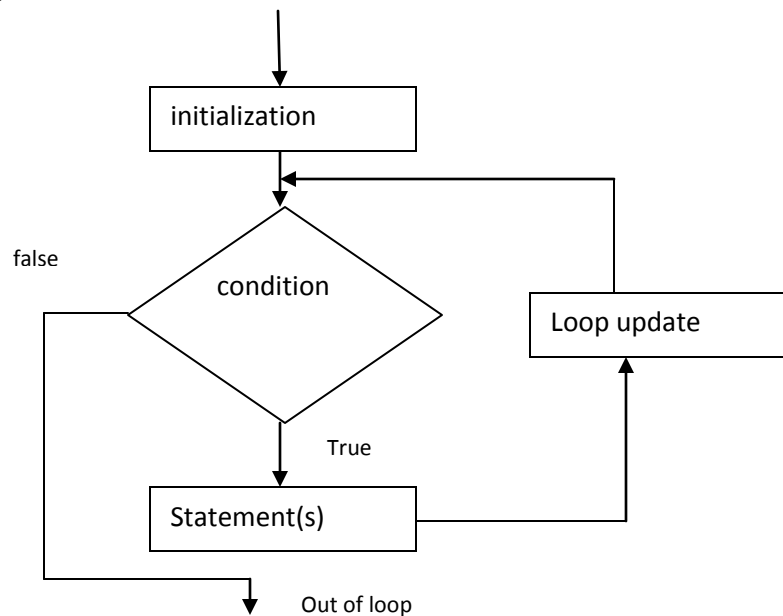 initialization
false
condition
Loop update
True
Statement(s)
Out of loop